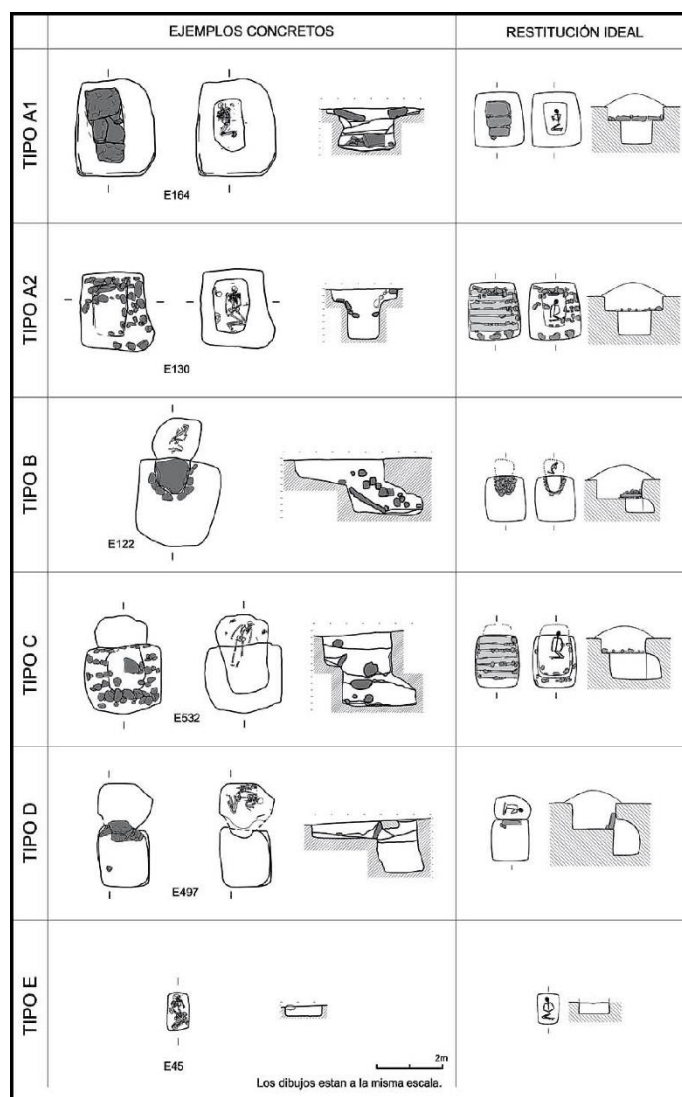 EJEMPLOS CONCRETOS
RESTITUCIÓN IDEAL
TIPO A1
E164
TIPO A2
E130
TIPO B
E122
TIPO C
E532
TIPO D
E497
TIPO E
E45
2m
Los dibujos estan a la misma escala.